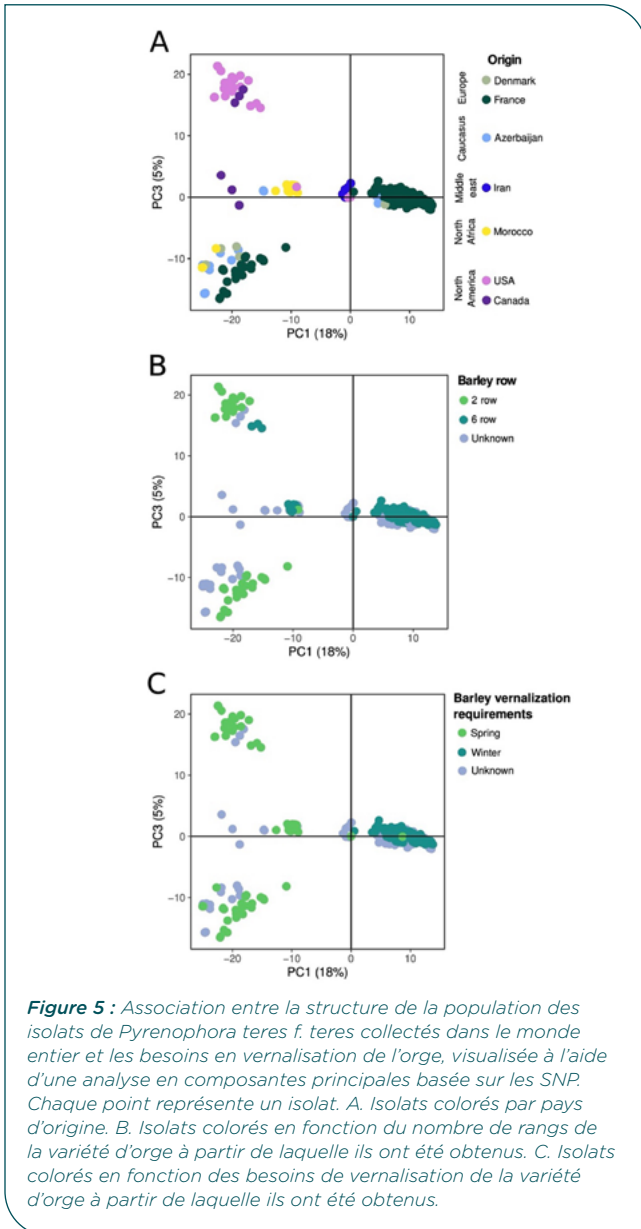 A
Origin
Europe
Denmark
France
Caucasus
Azerbaijan
Middle east
Iran
North Africa
Morocco
North America
USA
Canada
PC3 (5%)
20
10
0
−10
−20
−10
0
10
PC1 (18%)
B
Barley row
2 row
6 row
Unknown
PC3 (5%)
20
10
0
−10
−20
−10
0
10
PC1 (18%)
C
Barley vernalization
requirements
Spring
Winter
Unknown
PC3 (5%)
20
10
0
−10
−20
−10
0
10
PC1 (18%)
Figure 5 : Association entre la structure de la population des
isolats de Pyrenophora teres f. teres collectés dans le monde
entier et les besoins en vernalisation de l'orge, visualisée à l'aide
d'une analyse en composantes principales basée sur les SNP.
Chaque point représente un isolat. A. Isolats colorés par pays
d'origine. B. Isolats colorés en fonction du nombre de rangs de
la variété d'orge à partir de laquelle ils ont été obtenus. C. Isolats
colorés en fonction des besoins de vernalisation de la variété
d'orge à partir de laquelle ils ont été obtenus.